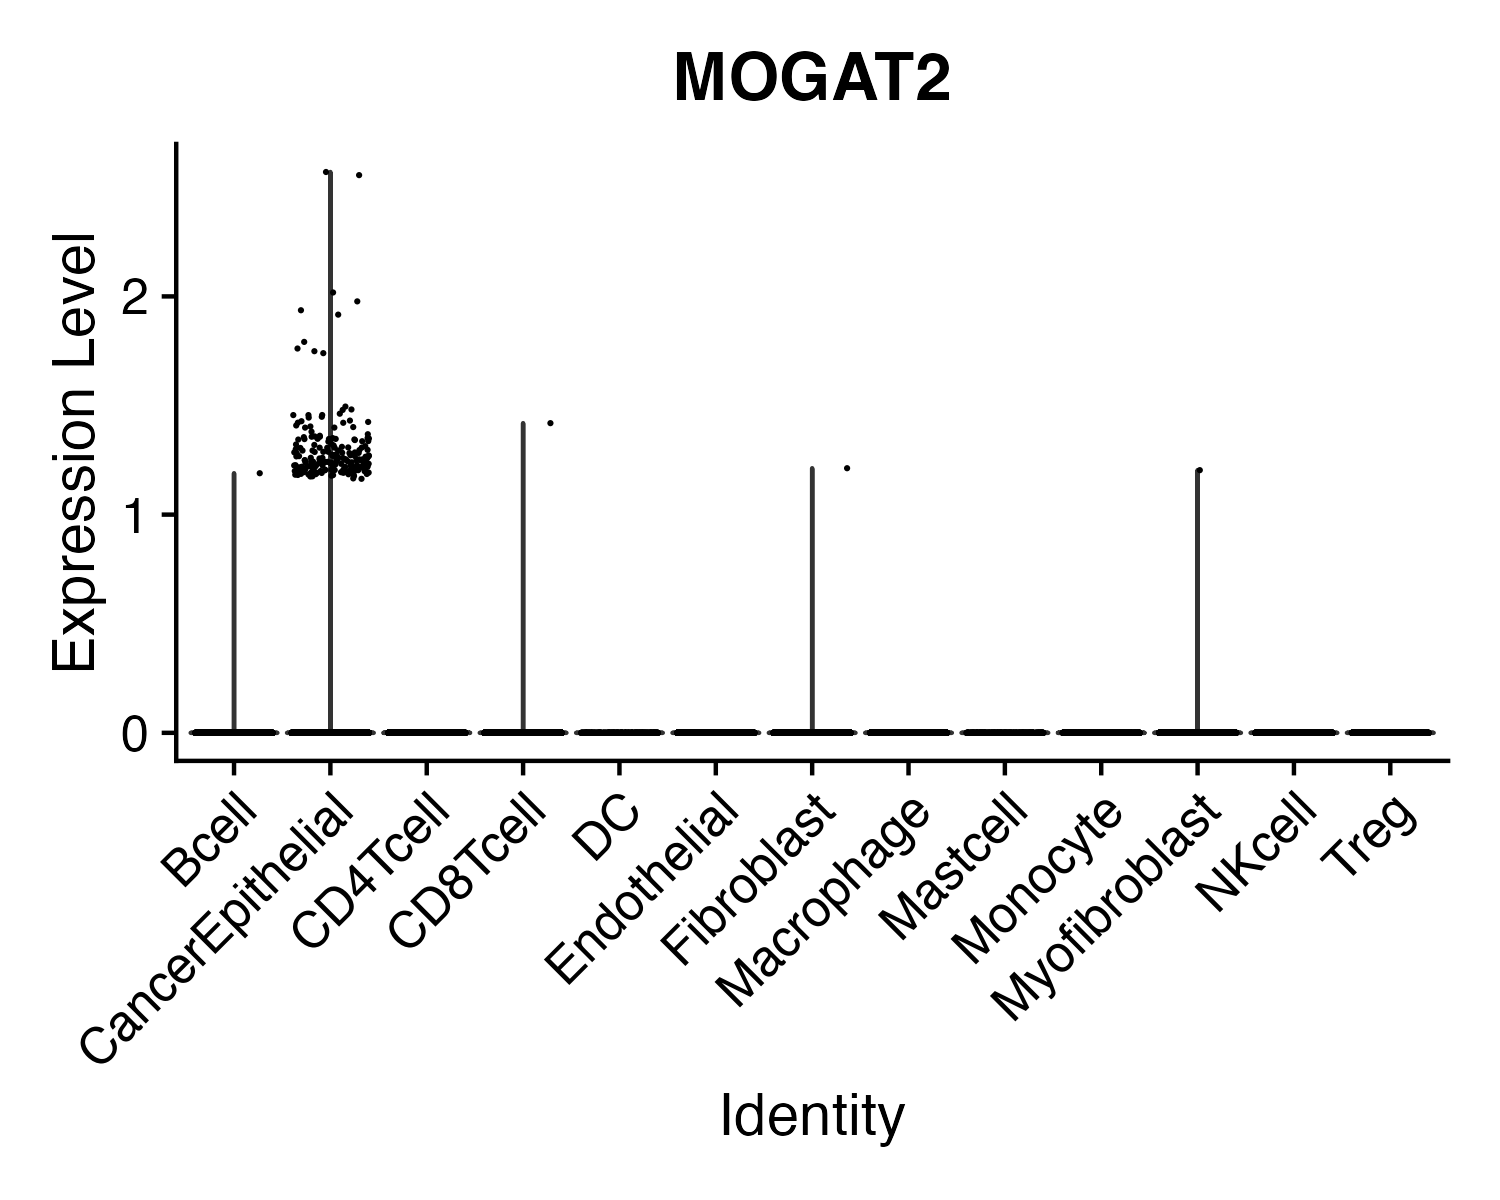 MOGAT2
Expression Level
2
1
0
Bcell
CancerEpithelial
CD4Tcell
CD8Tcell
DC
Endothelial
Fibroblast
Macrophage
Mastcell
Monocyte
Myofibroblast
NKcell
Treg
Identity